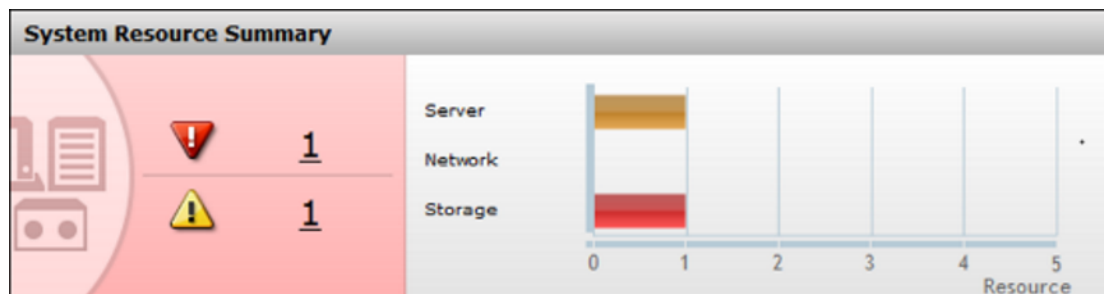 System Resource Summary
1
1
Server
Network
Storage
0 1 2 3 4 5
Resource